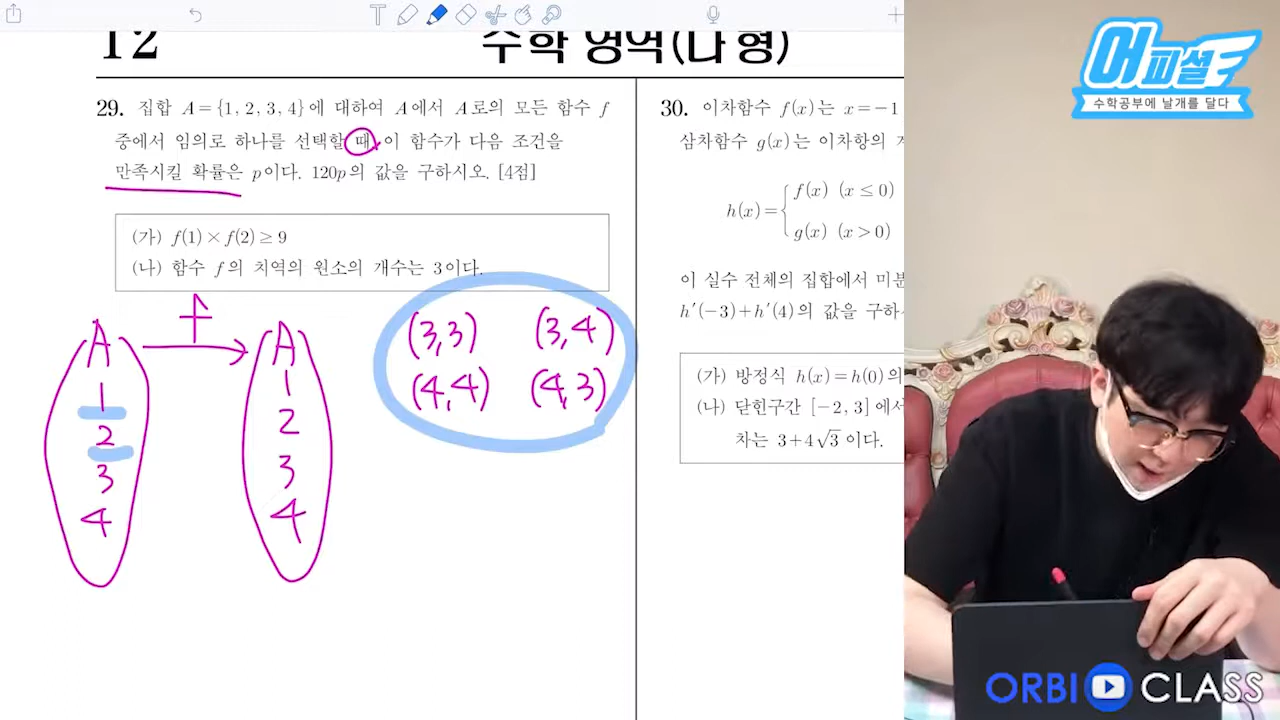 12
수학 영역(나 형)
29. 집합 A={1, 2, 3, 4}에 대하여 A에서 A로의 모든 함수 f
중에서 임의로 하나를 선택할 때, 이 함수가 다음 조건을
만족시킬 확률은 p이다. 120p의 값을 구하시오. [4점]
(가) f(1)×f(2)≥9
(나) 함수 f의 치역의 원소의 개수는 3이다.
f
A
1
2
3
4
A
1
2
3
4
(3,3) (3,4)
(4,4) (4,3)
30. 이차함수 f(x)는 x=-1
삼차함수 g(x)는 이차항의
h(x)={ f(x) (x≤0)
g(x) (x>0)
이 실수 전체의 집합에서 미분
h′(-3)+h′(4)의 값을 구하
(가) 방정식 h(x)=h(0)의
(나) 닫힌구간 [-2, 3]에서
차는 3+4√3이다.
어피셜
수학공부에 날개를 달다
ORBI CLASS